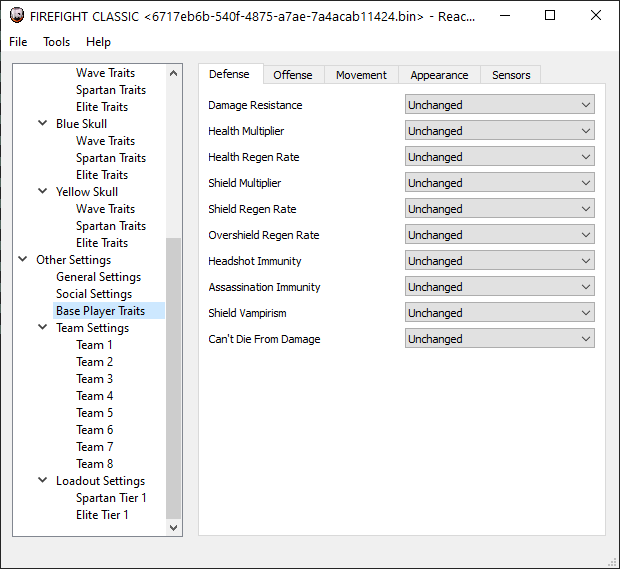 FIREFIGHT CLASSIC <6717eb6b-540f-4875-a7ae-7a4acab11424.bin> - Reac...
File Tools Help
Wave Traits
Spartan Traits
Elite Traits
Blue Skull
Wave Traits
Spartan Traits
Elite Traits
Yellow Skull
Wave Traits
Spartan Traits
Elite Traits
Other Settings
General Settings
Social Settings
Base Player Traits
Team Settings
Team 1
Team 2
Team 3
Team 4
Team 5
Team 6
Team 7
Team 8
Loadout Settings
Spartan Tier 1
Elite Tier 1
Defense Offense Movement Appearance Sensors
Damage Resistance Unchanged
Health Multiplier Unchanged
Health Regen Rate Unchanged
Shield Multiplier Unchanged
Shield Regen Rate Unchanged
Overshield Regen Rate Unchanged
Headshot Immunity Unchanged
Assassination Immunity Unchanged
Shield Vampirism Unchanged
Can't Die From Damage Unchanged